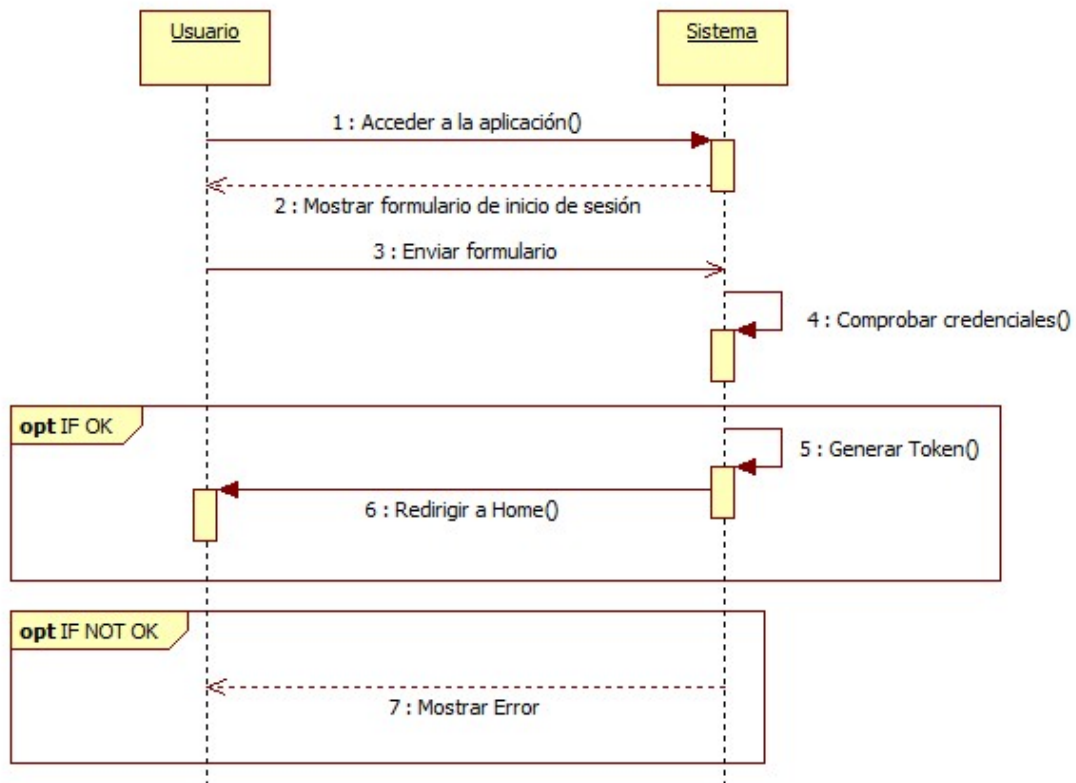 Usuario
Sistema
1 : Acceder a la aplicación()
2 : Mostrar formulario de inicio de sesión
3 : Enviar formulario
4 : Comprobar credenciales()
opt IF OK
5 : Generar Token()
6 : Redirigir a Home()
opt IF NOT OK
7 : Mostrar Error